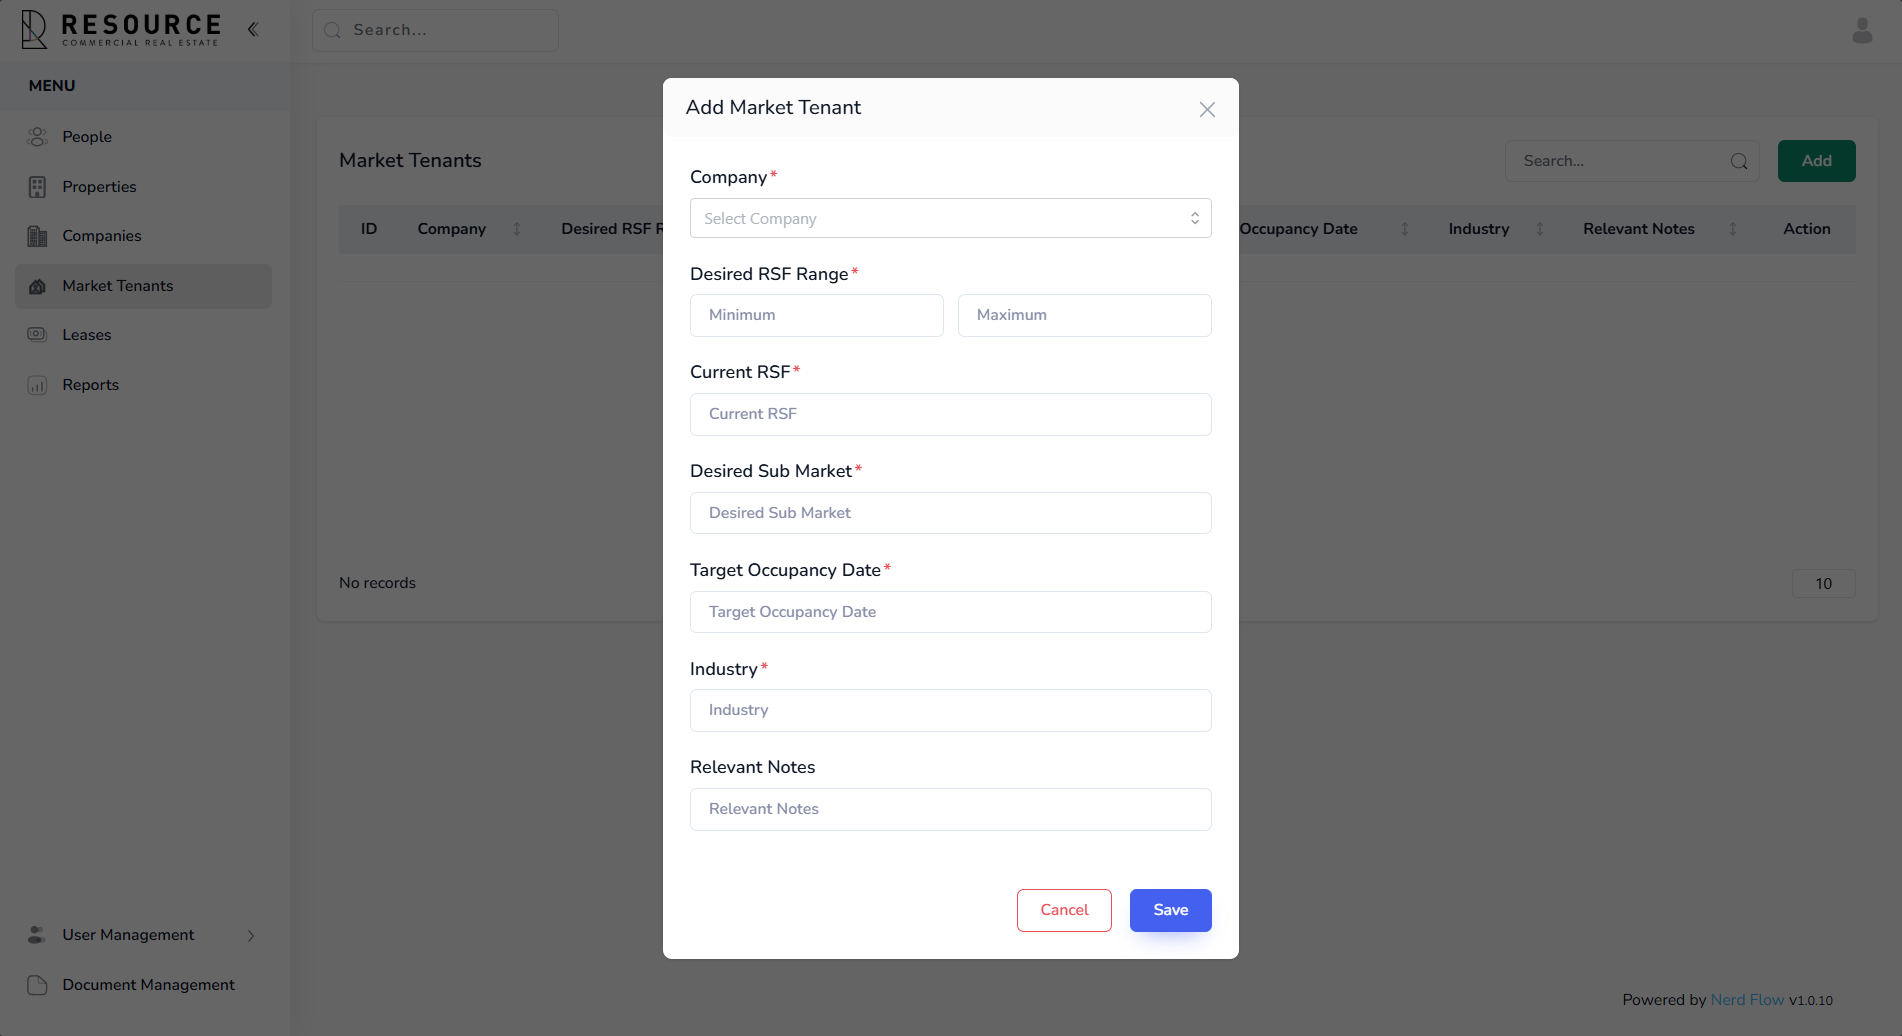 RESOURCE
COMMERCIAL REAL ESTATE
Search...
MENU
People
Properties
Companies
Market Tenants
Leases
Reports
User Management
Document Management
Market Tenants
Search...
Add
ID Company Desired RSF R Occupancy Date Industry Relevant Notes Action
No records
10
Add Market Tenant
Company*
Select Company
Desired RSF Range*
Minimum Maximum
Current RSF*
Current RSF
Desired Sub Market*
Desired Sub Market
Target Occupancy Date*
Target Occupancy Date
Industry*
Industry
Relevant Notes
Relevant Notes
Cancel Save
Powered by Nerd Flow v1.0.10